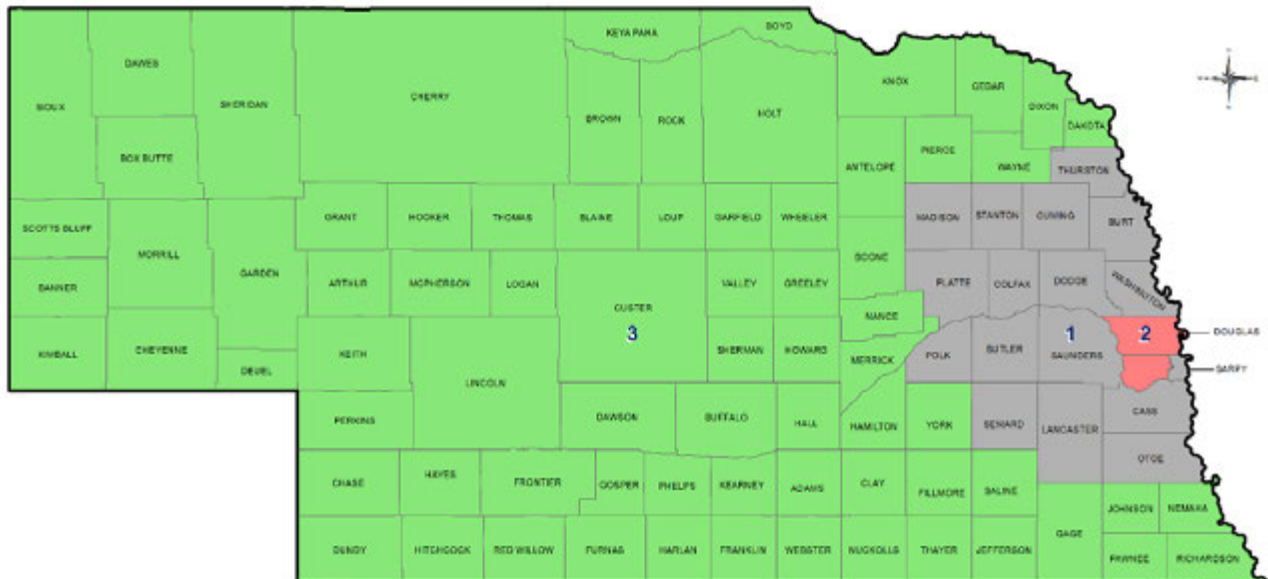 KEYA PAHA
BOYD
DAWES
KNOX
CEDAR
SIOUX
SHERIDAN
CHERRY
BROWN
ROCK
HOLT
DIXON
DAKOTA
BOX BUTTE
ANTELOPE
PIERCE
WAYNE
THURSTON
SCOTTS BLUFF
GRANT
HOOKER
THOMAS
BLAINE
LOUP
GARFIELD
WHEELER
MADISON
STANTON
CUMING
BURT
MORRILL
BOONE
GARDEN
BANNER
ARTHUR
MCPHERSON
LOGAN
CUSTER
VALLEY
GREELEY
PLATTE
COLFAX
DODGE
WASHINGTON
NANCE
3
1
2
DOUGLAS
KIMBALL
CHEYENNE
KEITH
SHERMAN
HOWARD
MERRICK
POLK
BUTLER
SAUNDERS
DEUEL
LINCOLN
SARPY
PERKINS
DAWSON
BUFFALO
HALL
HAMILTON
YORK
SEWARD
LANCASTER
CASS
OTOE
CHASE
HAYES
FRONTIER
GOSPER
PHELPS
KEARNEY
ADAMS
CLAY
FILLMORE
SALINE
JOHNSON
NEMAHA
GAGE
DUNDY
HITCHCOCK
RED WILLOW
FURNAS
HARLAN
FRANKLIN
WEBSTER
NUCKOLLS
THAYER
JEFFERSON
PAWNEE
RICHARDSON